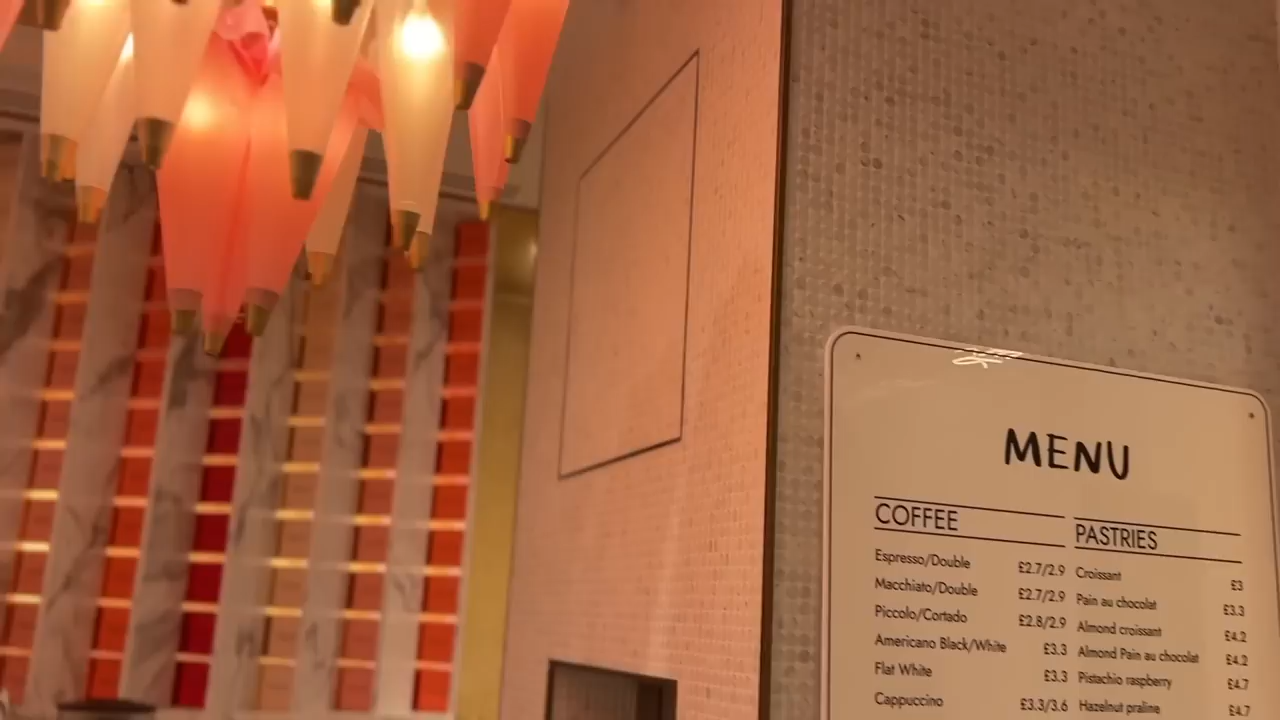 MENU
COFFEE
Espresso/Double £2.7/2.9
Macchiato/Double £2.7/2.9
Piccolo/Cortado £2.8/2.9
Americano Black/White £3.3
Flat White £3.3
Cappuccino £3.3/3.6
PASTRIES
Croissant £3
Pain au chocolat £3.3
Almond croissant £4.2
Almond Pain au chocolat £4.2
Pistachio raspberry £4.7
Hazelnut praline £4.7